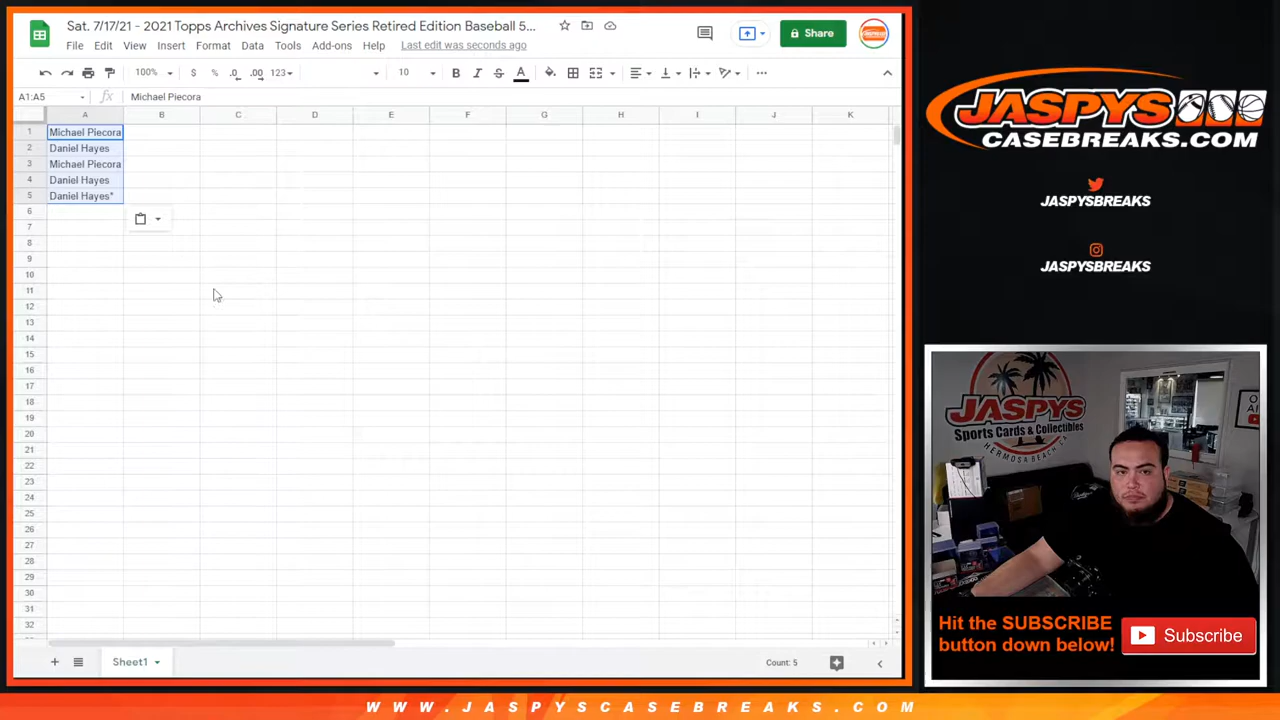 Sat. 7/17/21 - 2021 Topps Archives Signature Series Retired Edition Baseball 5...
File Edit View Insert Format Data Tools Add-ons Help Last edit was seconds ago
Share
100% $ % .0 .00 123 10 B I S A
A1:A5 fx Michael Piecora
A B C D E F G H I J K
1 Michael Piecora
2 Daniel Hayes
3 Michael Piecora
4 Daniel Hayes
5 Daniel Hayes*
6
7
8
9
10
11
12
13
14
15
16
17
18
19
20
21
22
23
24
25
26
27
28
29
30
31
32
Sheet1
Count: 5
JASPYS
CASEBREAKS.COM
JASPYSBREAKS
JASPYSBREAKS
JASPYS
Sports Cards & Collectibles
HERMOSA BEACH, CA
Hit the SUBSCRIBE
button down below!
Subscribe
WWW.JASPYSCASEBREAKS.COM